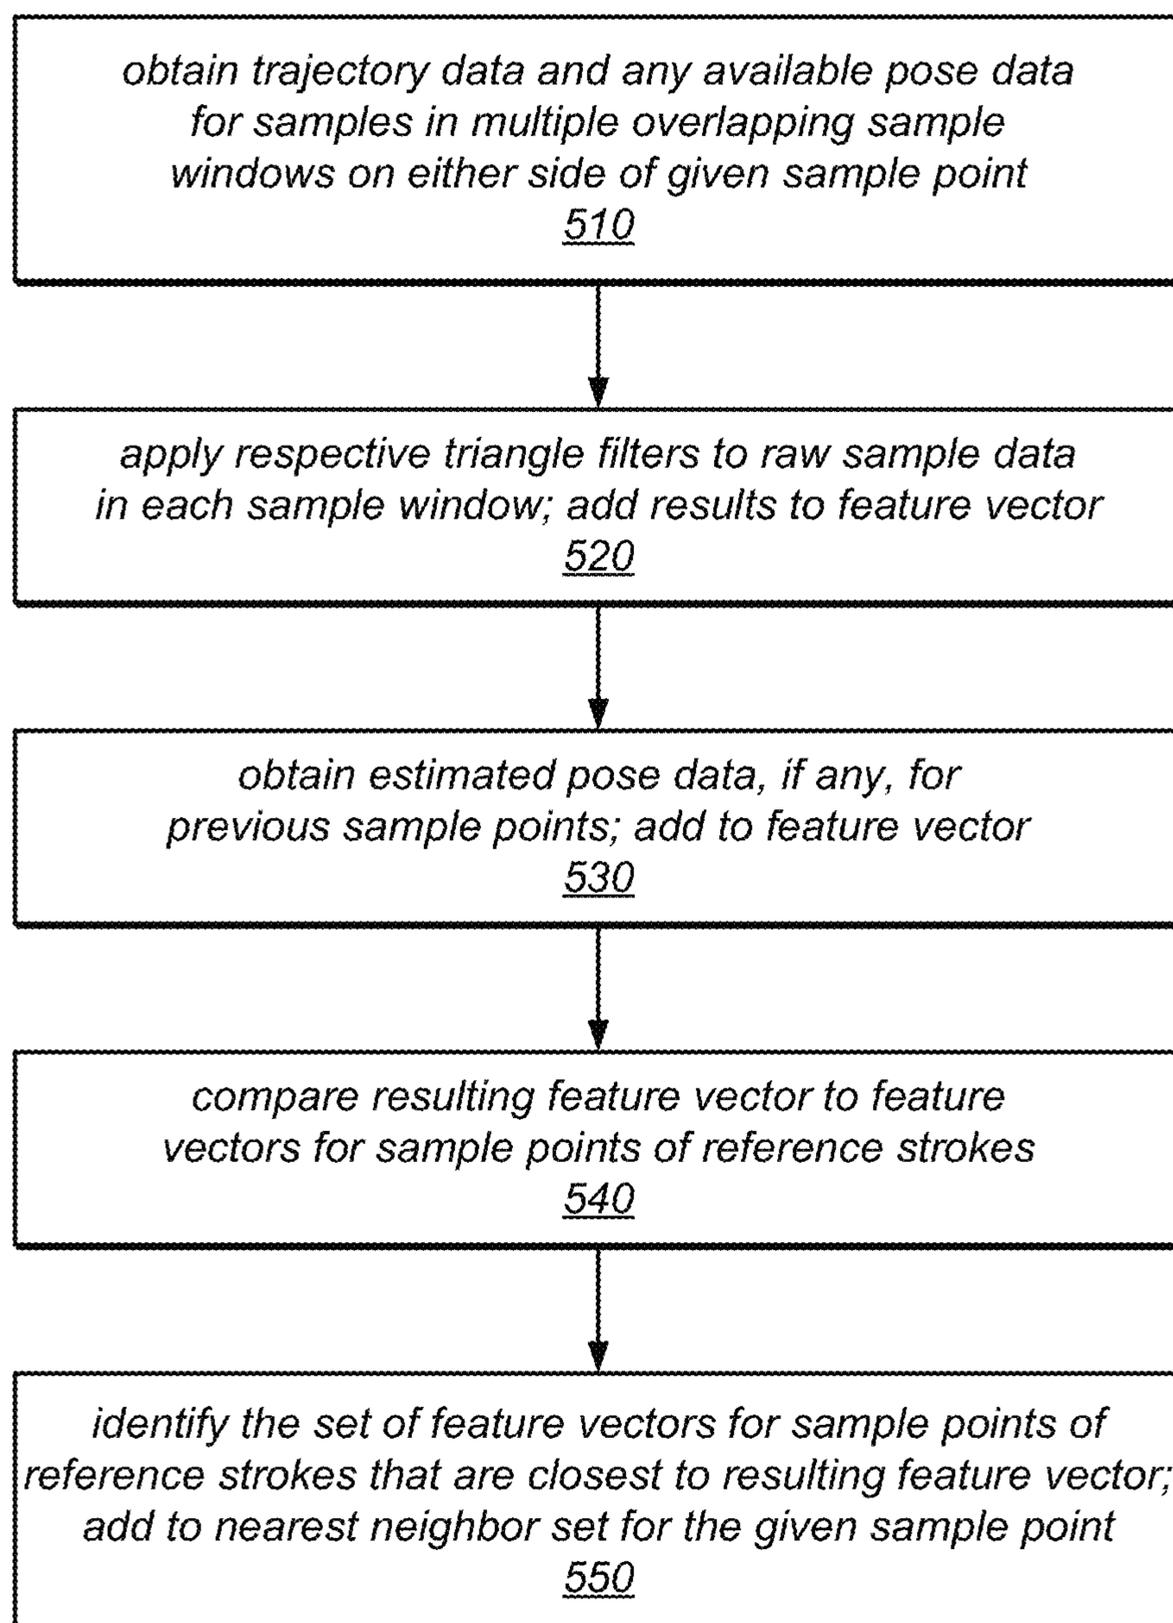 obtain trajectory data and any available pose data
for samples in multiple overlapping sample
windows on either side of given sample point
510
apply respective triangle filters to raw sample data
in each sample window; add results to feature vector
520
obtain estimated pose data, if any, for
previous sample points; add to feature vector
530
compare resulting feature vector to feature
vectors for sample points of reference strokes
540
identify the set of feature vectors for sample points of
reference strokes that are closest to resulting feature vector;
add to nearest neighbor set for the given sample point
550